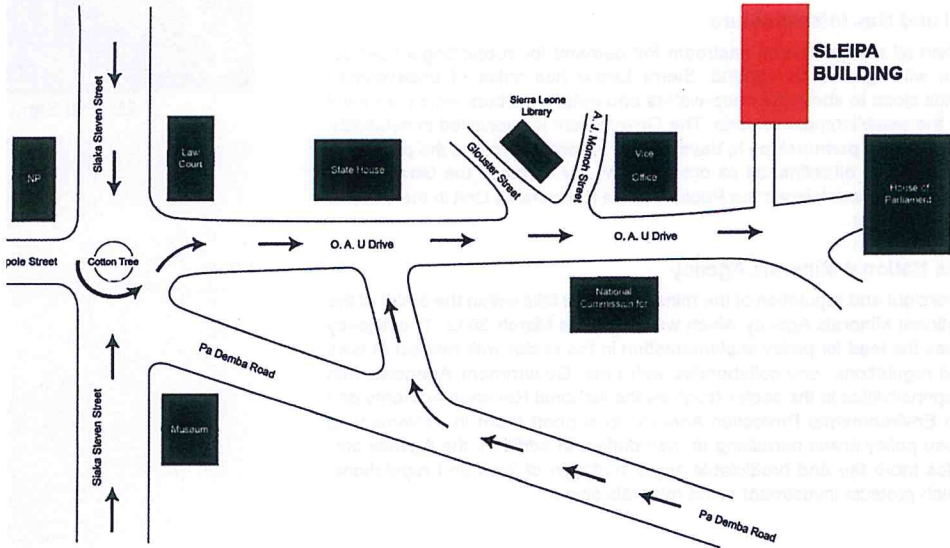 SLEIPA
BUILDING
Siaka Steven Street
NP
Law
Court
State House
Sierra Leone
Library
Glouster Street
A. J. Momoh Street
Vice
Office
House of
Parliament
pole Street
Cotton Tree
O. A. U Drive
O. A. U Drive
National
Commission for
Pa Demba Road
Museum
Siaka Steven Street
Pa Demba Road